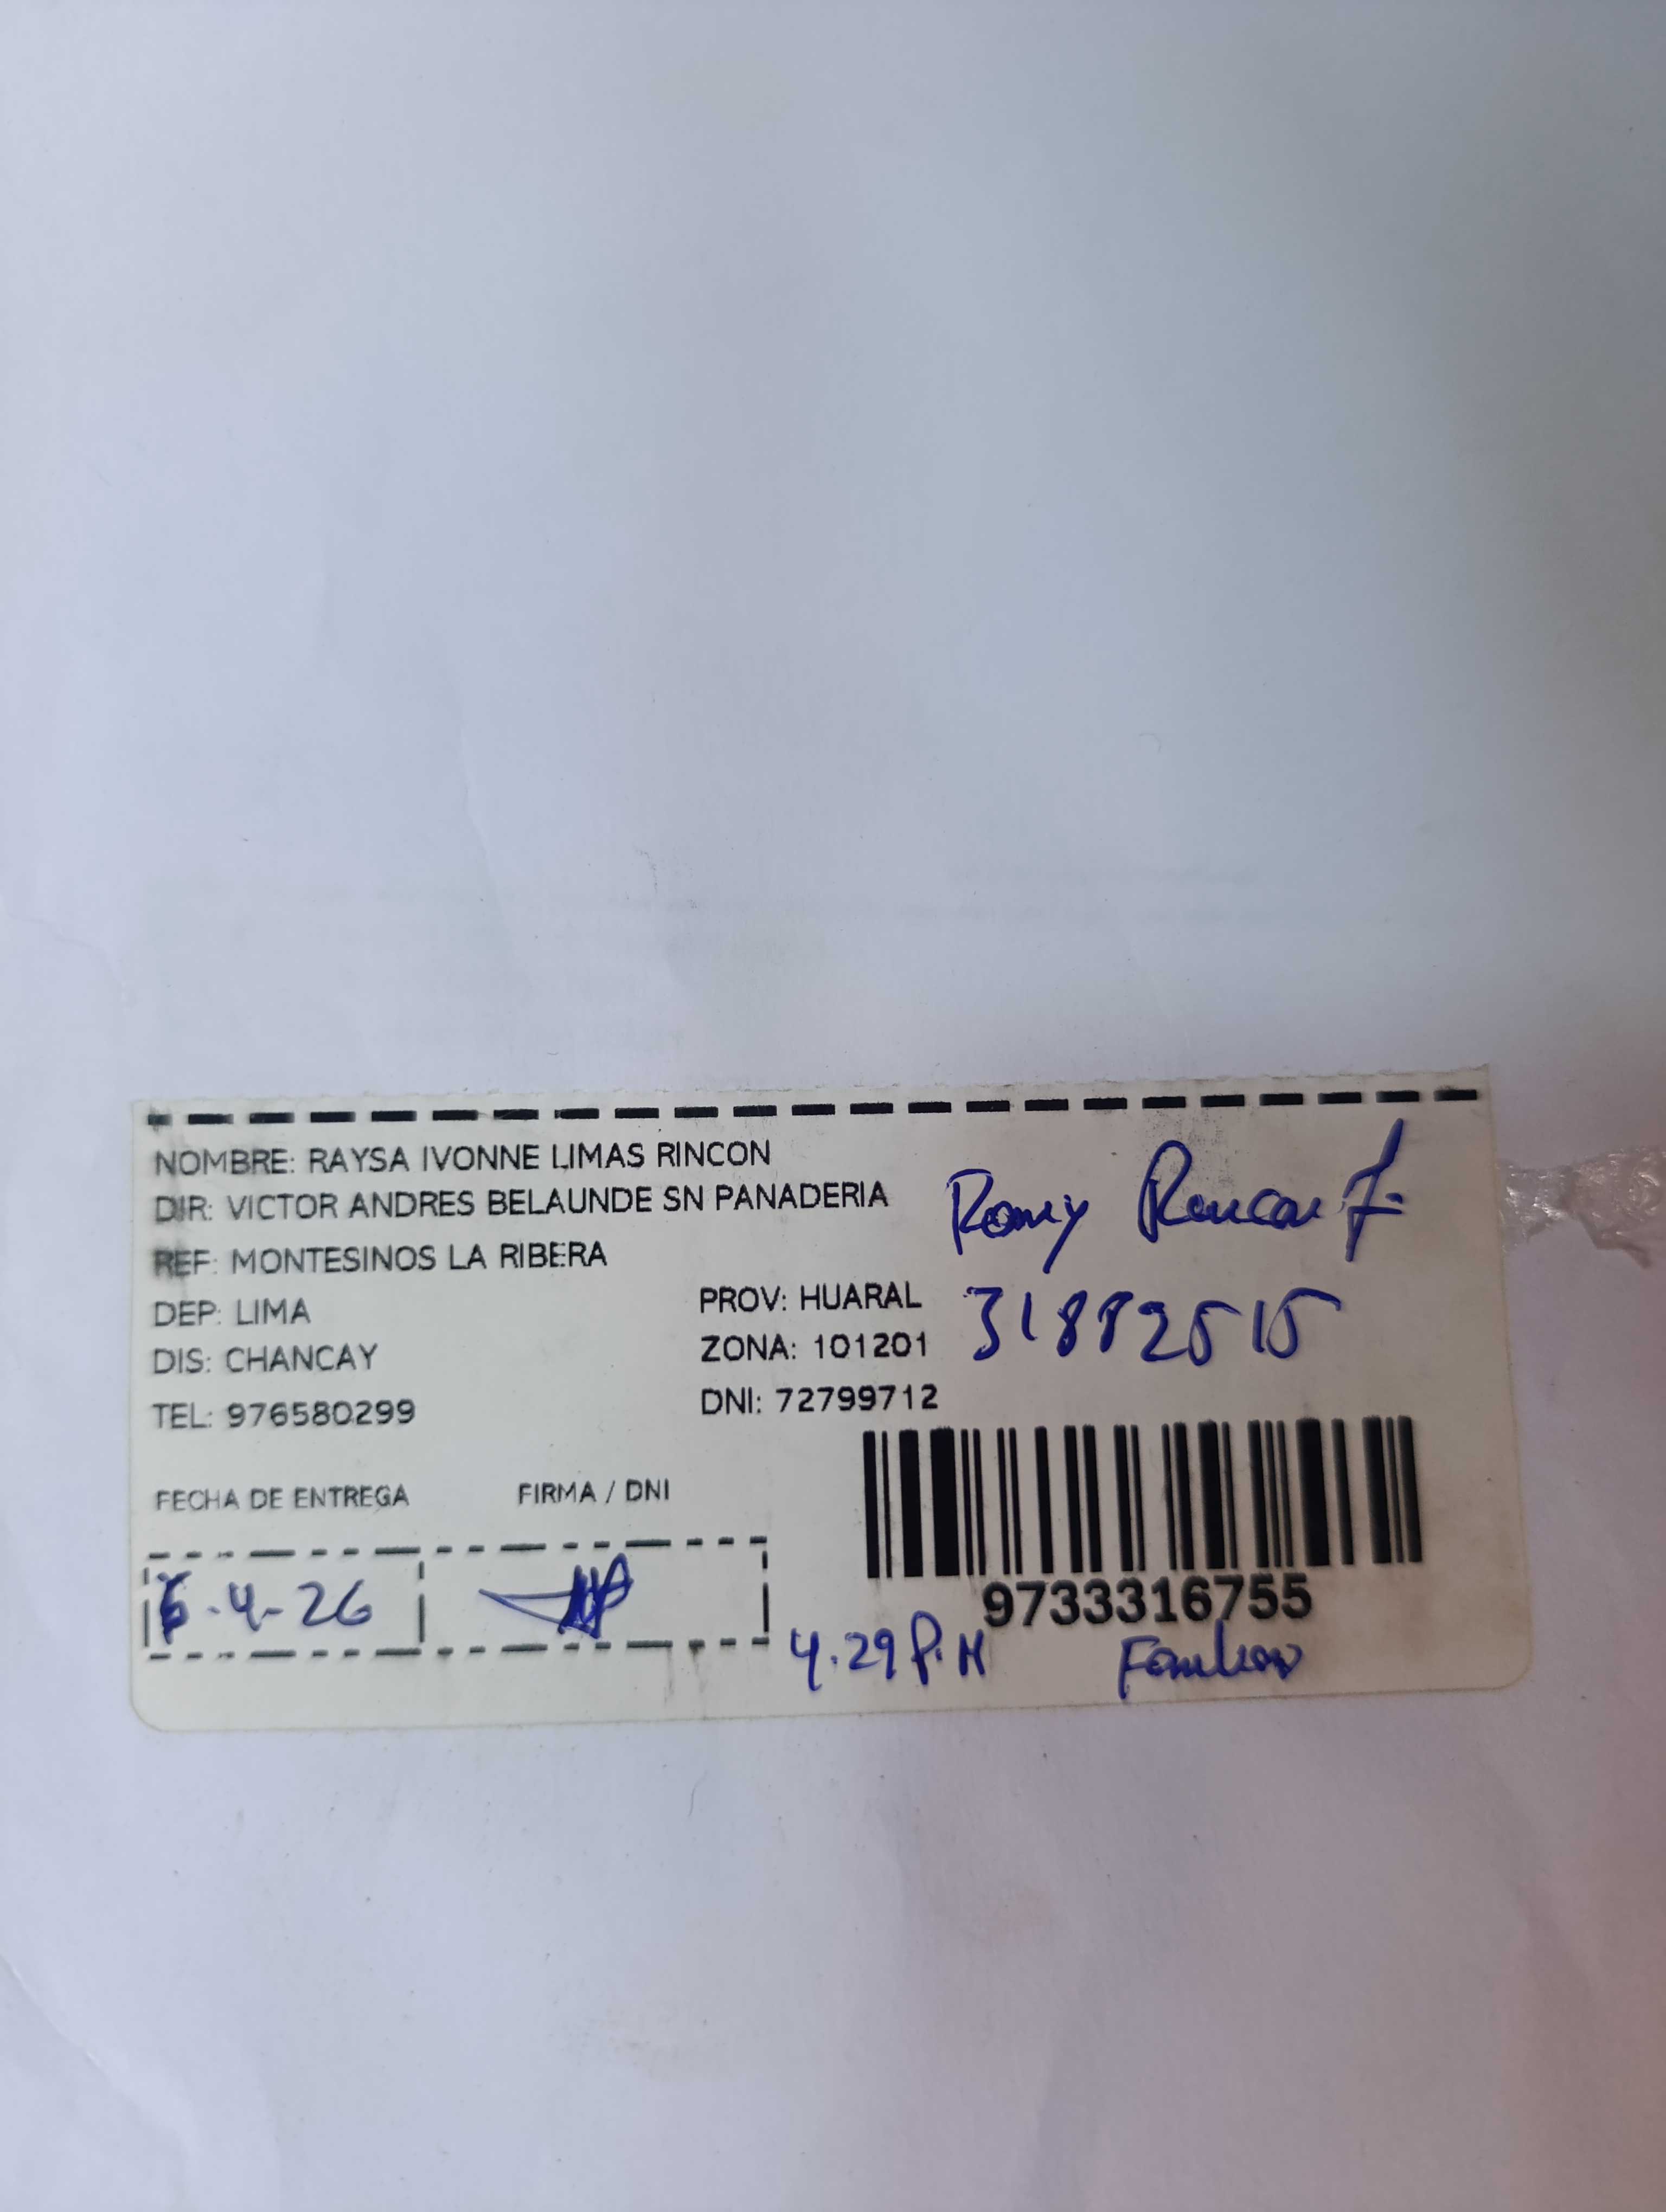 NOMBRE: RAYSA IVONNE LIMAS RINCON
DIR: VICTOR ANDRES BELAUNDE SN PANADERIA
REF: MONTESINOS LA RIBERA
DEP: LIMA
PROV: HUARAL
DIS: CHANCAY
ZONA: 101201
TEL: 976580299
DNI: 72799712
Rincon
31882515
FECHA DE ENTREGA
FIRMA / DNI
4-26
9733316755
4.29 P.M